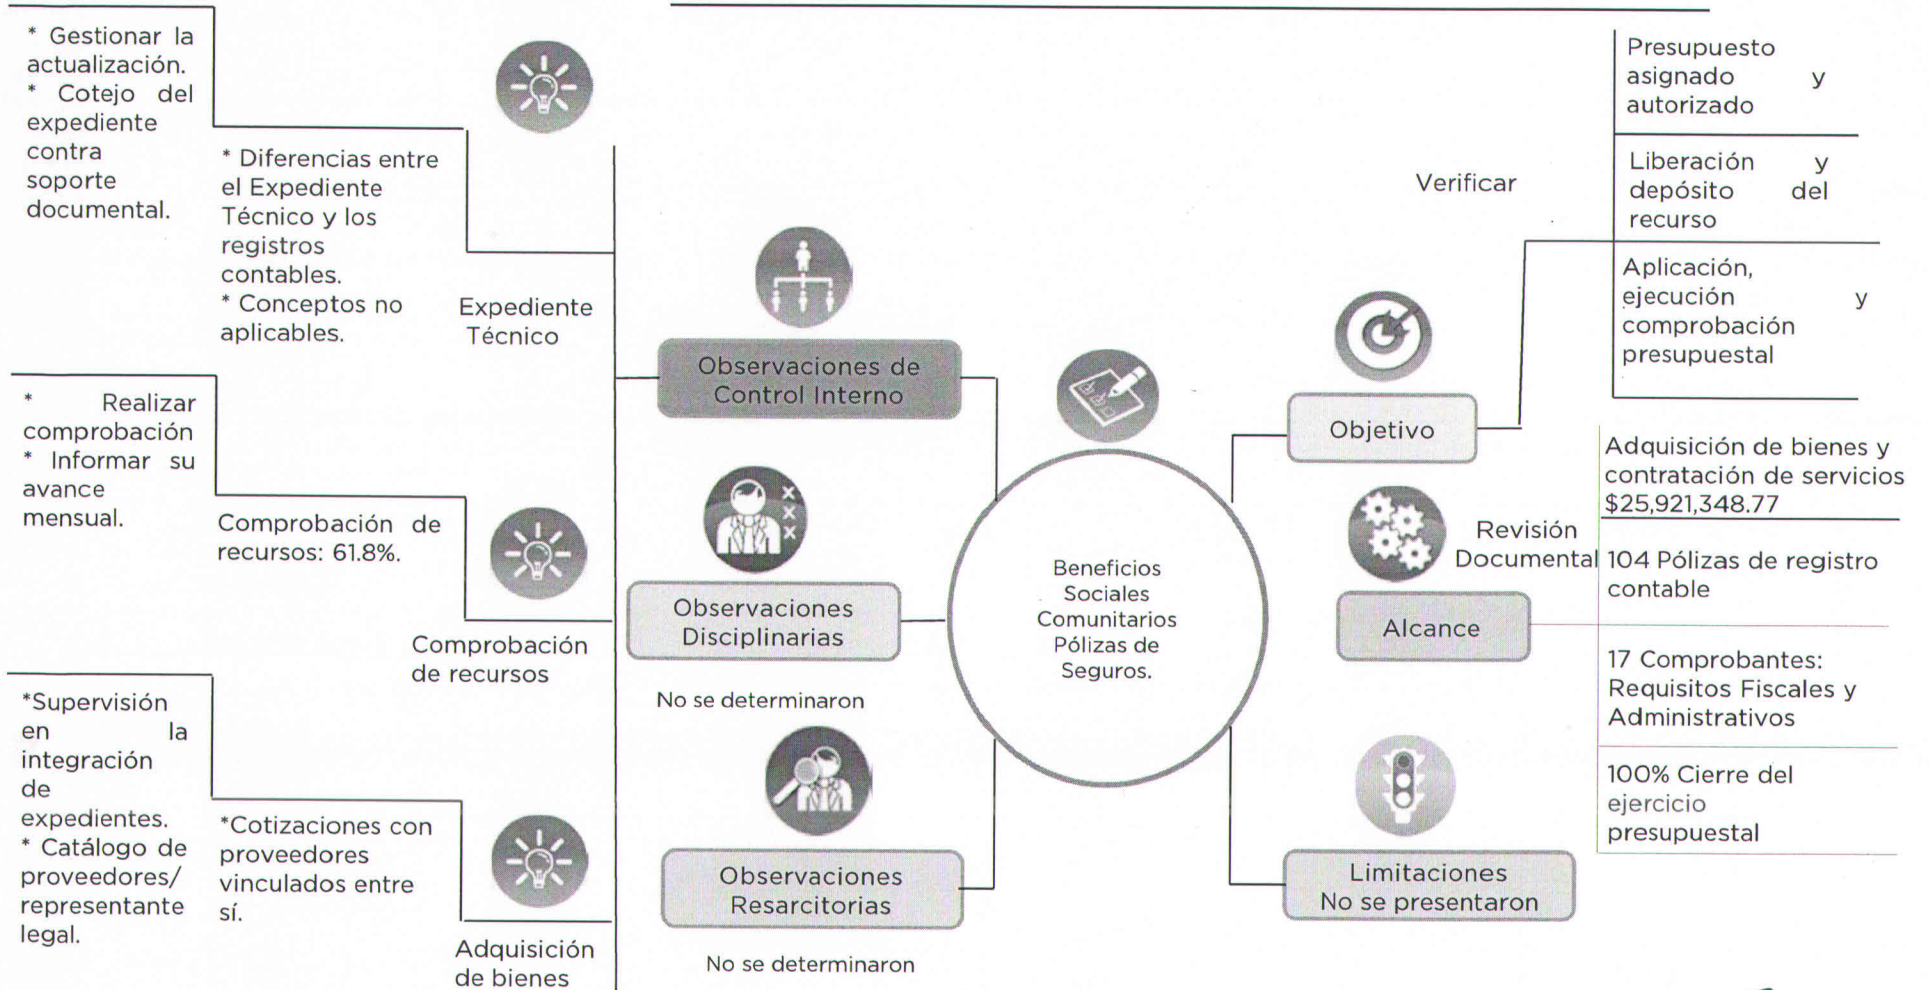 * Gestionar la
actualización.
* Cotejo del
expediente
contra
soporte
documental.
* Diferencias entre
el Expediente
Técnico y los
registros
contables.
* Conceptos no
aplicables.
Expediente
Técnico
* Realizar
comprobación
* Informar su
avance
mensual.
Comprobación de
recursos: 61.8%.
Comprobación
de recursos
*Supervisión
en la
integración
de
expedientes.
* Catálogo de
proveedores/
representante
legal.
*Cotizaciones con
proveedores
vinculados entre
sí.
Adquisición
de bienes
Observaciones de
Control Interno
Observaciones
Disciplinarias
No se determinaron
Observaciones
Resarcitorias
No se determinaron
Beneficios
Sociales
Comunitarios
Pólizas de
Seguros.
Verificar
Objetivo
Presupuesto
asignado y
autorizado
Liberación y
depósito del
recurso
Aplicación,
ejecución y
comprobación
presupuestal
Revisión
Documental
Alcance
Adquisición de bienes y
contratación de servicios
$25,921,348.77
104 Pólizas de registro
contable
17 Comprobantes:
Requisitos Fiscales y
Administrativos
100% Cierre del
ejercicio
presupuestal
Limitaciones
No se presentaron